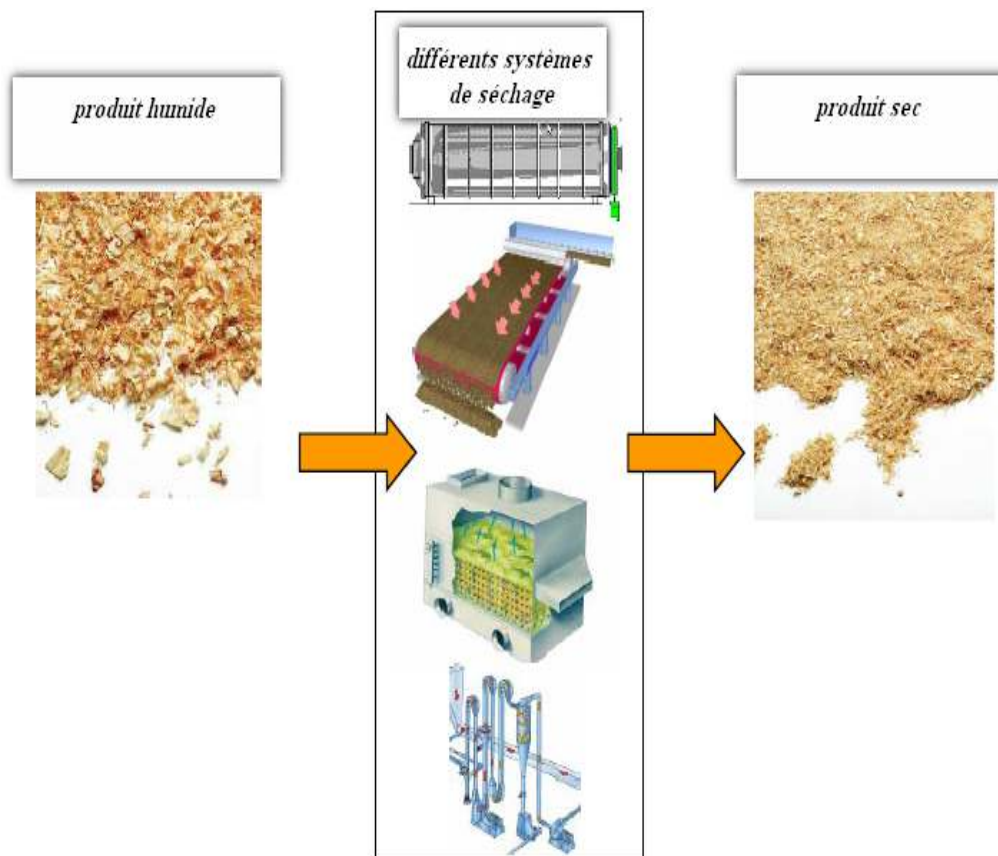 produit humide
différents systèmes
de séchage
produit sec